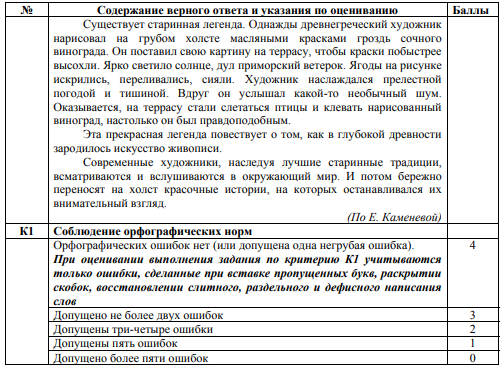 № Содержание верного ответа и указания по оцениванию Баллы
Существует старинная легенда. Однажды древнегреческий художник
нарисовал на грубом холсте масляными красками гроздь сочного
винограда. Он поставил свою картину на террасу, чтобы краски побыстрее
высохли. Ярко светило солнце, дул приморский ветерок. Ягоды на рисунке
искрились, переливались, сияли. Художник наслаждался прелестной
погодой и тишиной. Вдруг он услышал какой-то необычный шум.
Оказывается, на террасу стали слетаться птицы и клевать нарисованный
виноград, настолько он был правдоподобным.
Эта прекрасная легенда повествует о том, как в глубокой древности
зародилось искусство живописи.
Современные художники, наследуя лучшие старинные традиции,
всматриваются и вслушиваются в окружающий мир. И потом бережно
переносят на холст красочные истории, на которых останавливался их
внимательный взгляд.
(По Е. Каменевой)
К1 Соблюдение орфографических норм
Орфографических ошибок нет (или допущена одна негрубая ошибка). 4
При оценивании выполнения задания по критерию К1 учитываются
только ошибки, сделанные при вставке пропущенных букв, раскрытии
скобок, восстановлении слитного, раздельного и дефисного написания
слов
Допущено не более двух ошибок 3
Допущены три-четыре ошибки 2
Допущены пять ошибок 1
Допущено более пяти ошибок 0